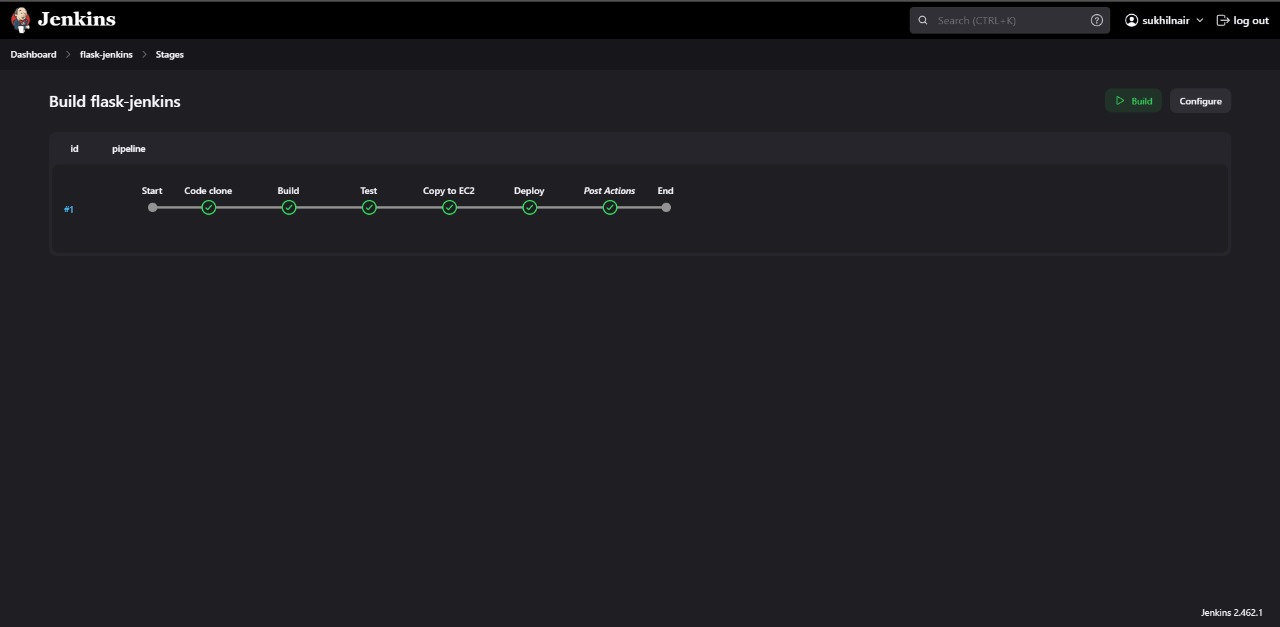 Jenkins
Search (CTRL+K)
sukhilnair
log out
Dashboard
flask-jenkins
Stages
Build flask-jenkins
Build
Configure
id pipeline
Start Code clone Build Test Copy to EC2 Deploy Post Actions End
#1
Jenkins 2.462.1